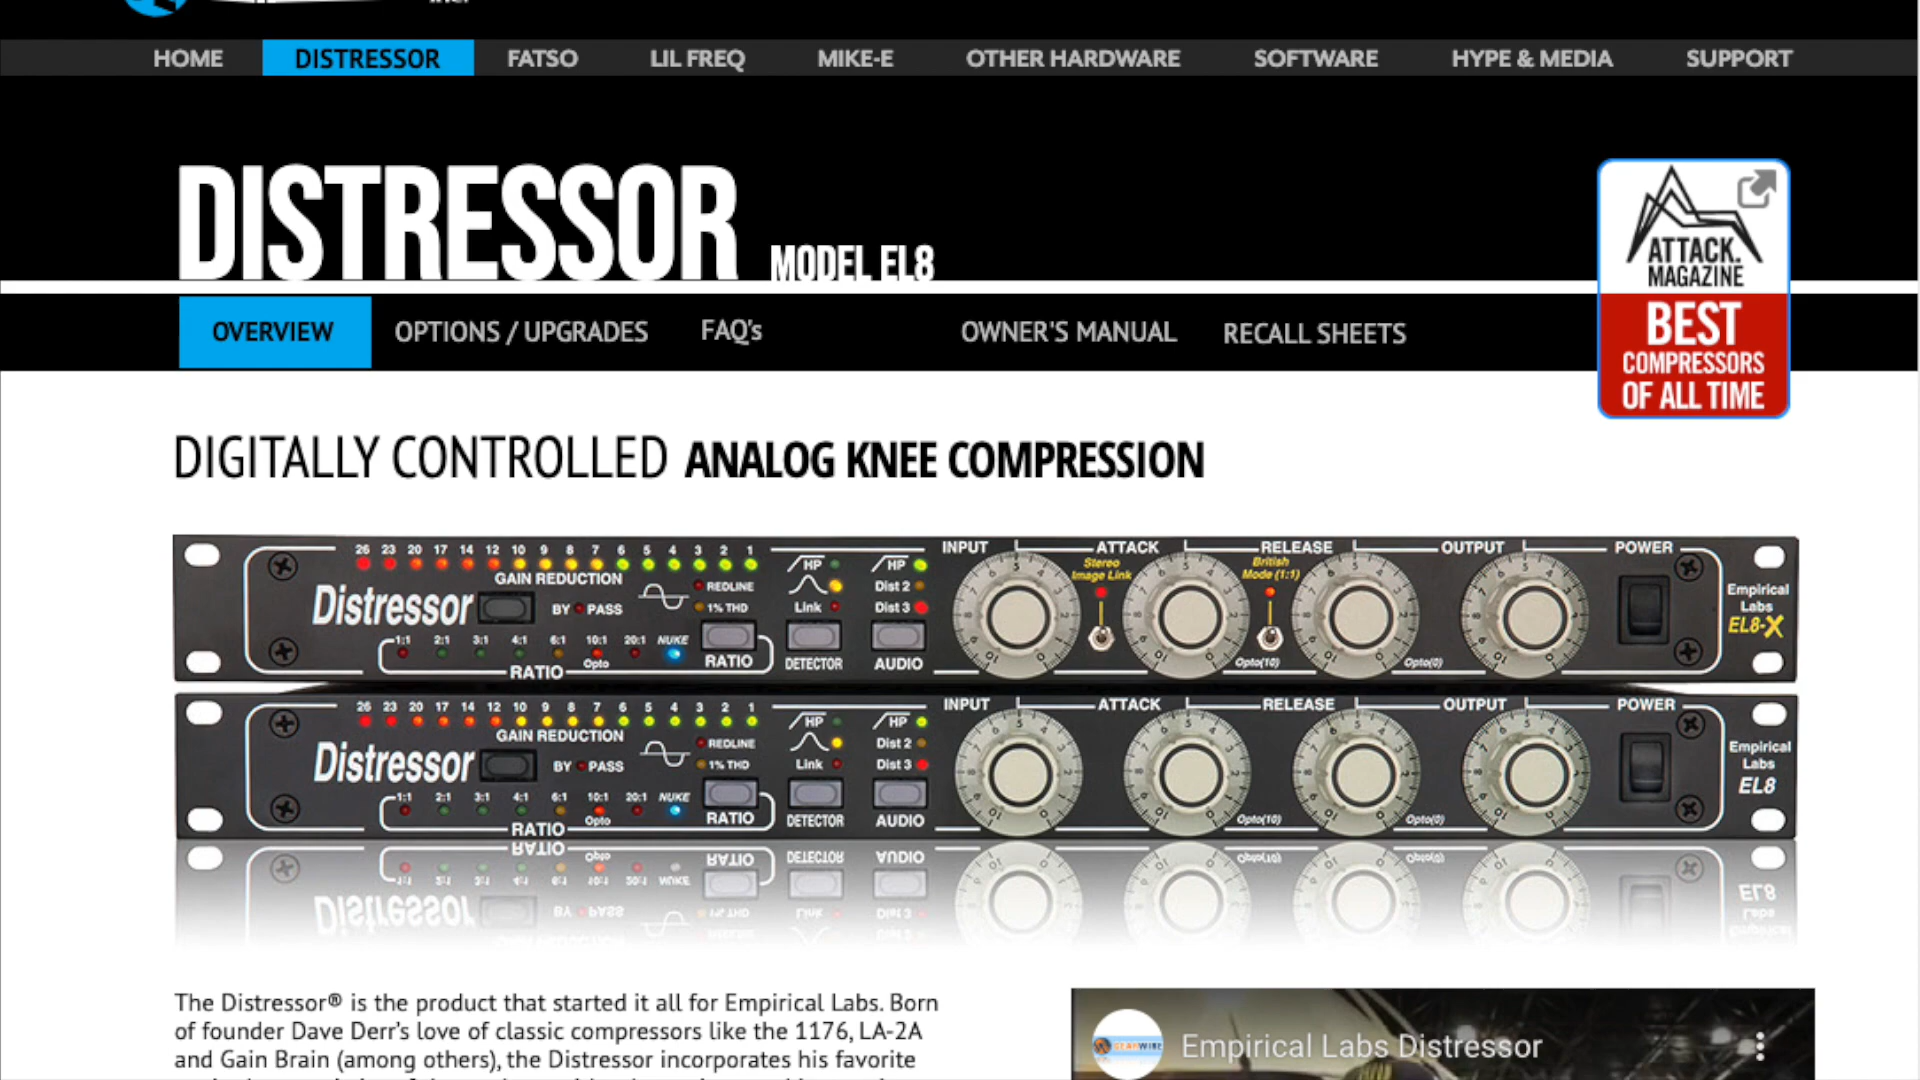 HOME DISTRESSOR FATSO LIL FREQ MIKE-E OTHER HARDWARE SOFTWARE HYPE & MEDIA SUPPORT
DISTRESSOR MODEL EL8
ATTACK.
MAGAZINE
BEST
COMPRESSORS
OF ALL TIME
OVERVIEW OPTIONS / UPGRADES FAQ's OWNER'S MANUAL RECALL SHEETS
DIGITALLY CONTROLLED ANALOG KNEE COMPRESSION
26 23 20 17 14 12 10 9 8 7 6 5 4 3 2 1
GAIN REDUCTION
Distressor
BY PASS
REDLINE
1% THD
1:1 2:1 3:1 4:1 6:1 10:1 20:1 NUKE
Opto
RATIO
RATIO
HP
Link
DETECTOR
HP
Dist 2
Dist 3
AUDIO
INPUT ATTACK RELEASE OUTPUT POWER
Stereo
Image Link
British
Mode (1:1)
Opto(10) Opto(0)
Empirical
Labs
EL8-X
26 23 20 17 14 12 10 9 8 7 6 5 4 3 2 1
GAIN REDUCTION
Distressor
BY PASS
REDLINE
1% THD
1:1 2:1 3:1 4:1 6:1 10:1 20:1 NUKE
Opto
RATIO
RATIO
HP
Link
DETECTOR
HP
Dist 2
Dist 3
AUDIO
INPUT ATTACK RELEASE OUTPUT POWER
Opto(10) Opto(0)
Empirical
Labs
EL8
The Distressor® is the product that started it all for Empirical Labs. Born
of founder Dave Derr's love of classic compressors like the 1176, LA-2A
and Gain Brain (among others), the Distressor incorporates his favorite
GEARWIRE
Empirical Labs Distressor